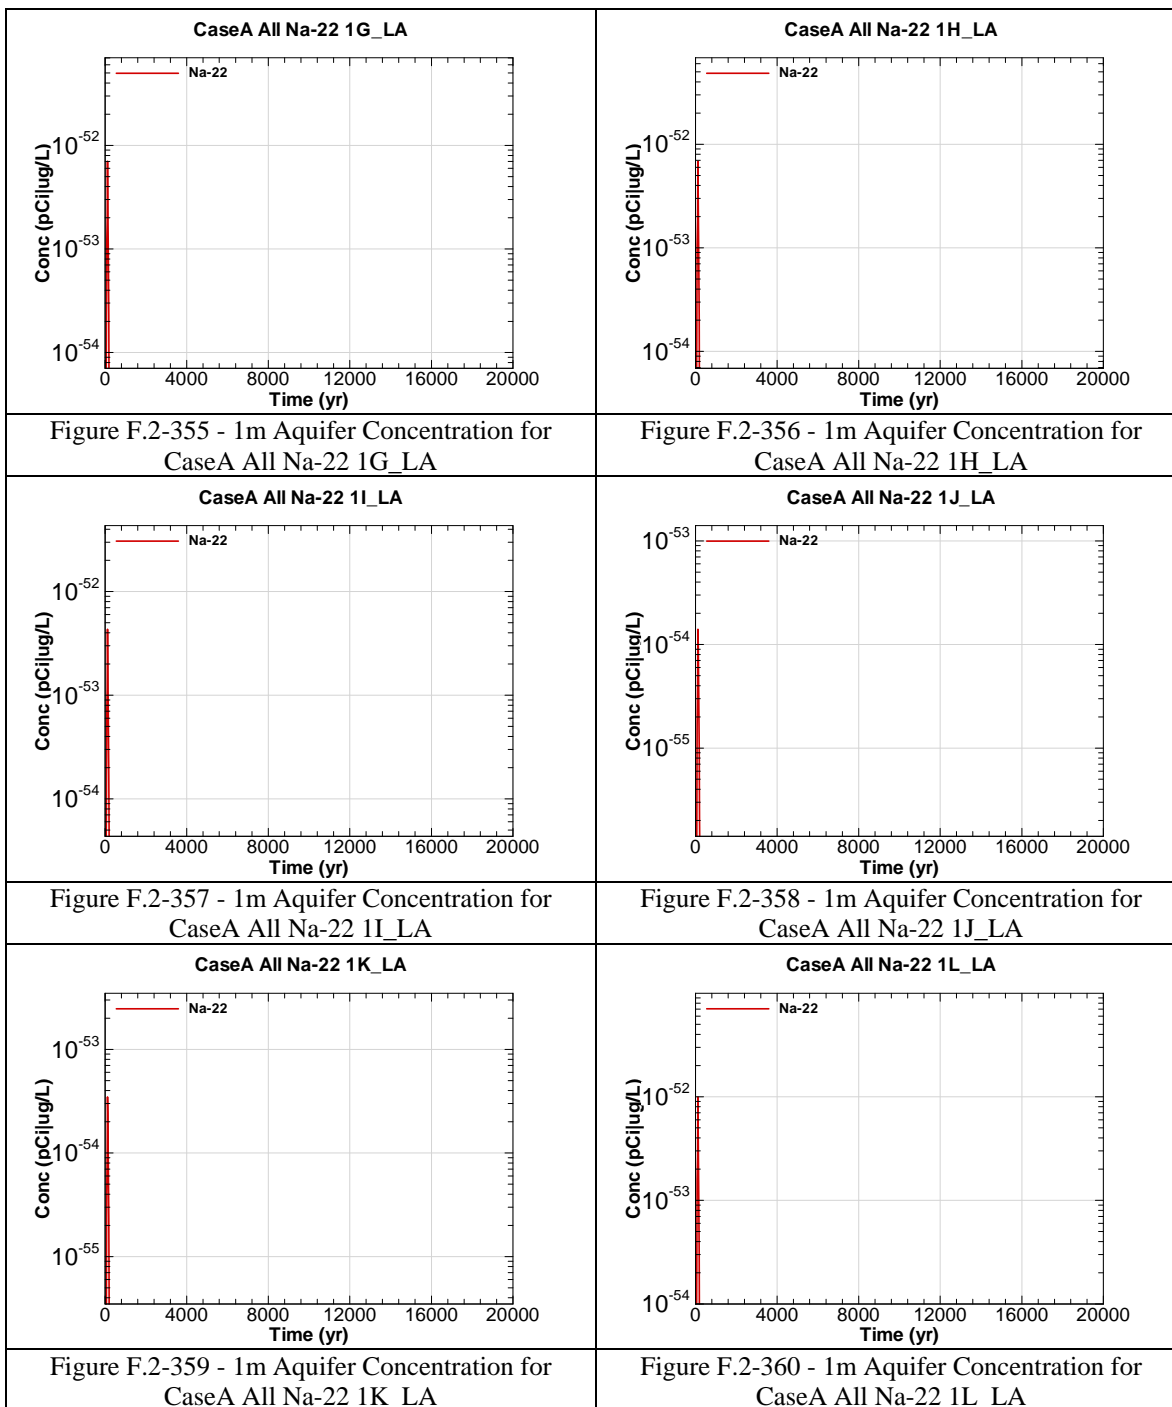 CaseA All Na-22 1G_LA
Na-22
Conc (pCi|ug/L)
10-52
10-53
10-54
0 4000 8000 12000 16000 20000
Time (yr)
Figure F.2-355 - 1m Aquifer Concentration for
CaseA All Na-22 1G_LA
CaseA All Na-22 1H_LA
Na-22
Conc (pCi|ug/L)
10-52
10-53
10-54
0 4000 8000 12000 16000 20000
Time (yr)
Figure F.2-356 - 1m Aquifer Concentration for
CaseA All Na-22 1H_LA
CaseA All Na-22 1I_LA
Na-22
Conc (pCi|ug/L)
10-52
10-53
10-54
0 4000 8000 12000 16000 20000
Time (yr)
Figure F.2-357 - 1m Aquifer Concentration for
CaseA All Na-22 1I_LA
CaseA All Na-22 1J_LA
Na-22
Conc (pCi|ug/L)
10-53
10-54
10-55
0 4000 8000 12000 16000 20000
Time (yr)
Figure F.2-358 - 1m Aquifer Concentration for
CaseA All Na-22 1J_LA
CaseA All Na-22 1K_LA
Na-22
Conc (pCi|ug/L)
10-53
10-54
10-55
0 4000 8000 12000 16000 20000
Time (yr)
Figure F.2-359 - 1m Aquifer Concentration for
CaseA All Na-22 1K_LA
CaseA All Na-22 1L_LA
Na-22
Conc (pCi|ug/L)
10-52
10-53
10-54
0 4000 8000 12000 16000 20000
Time (yr)
Figure F.2-360 - 1m Aquifer Concentration for
CaseA All Na-22 1L_LA